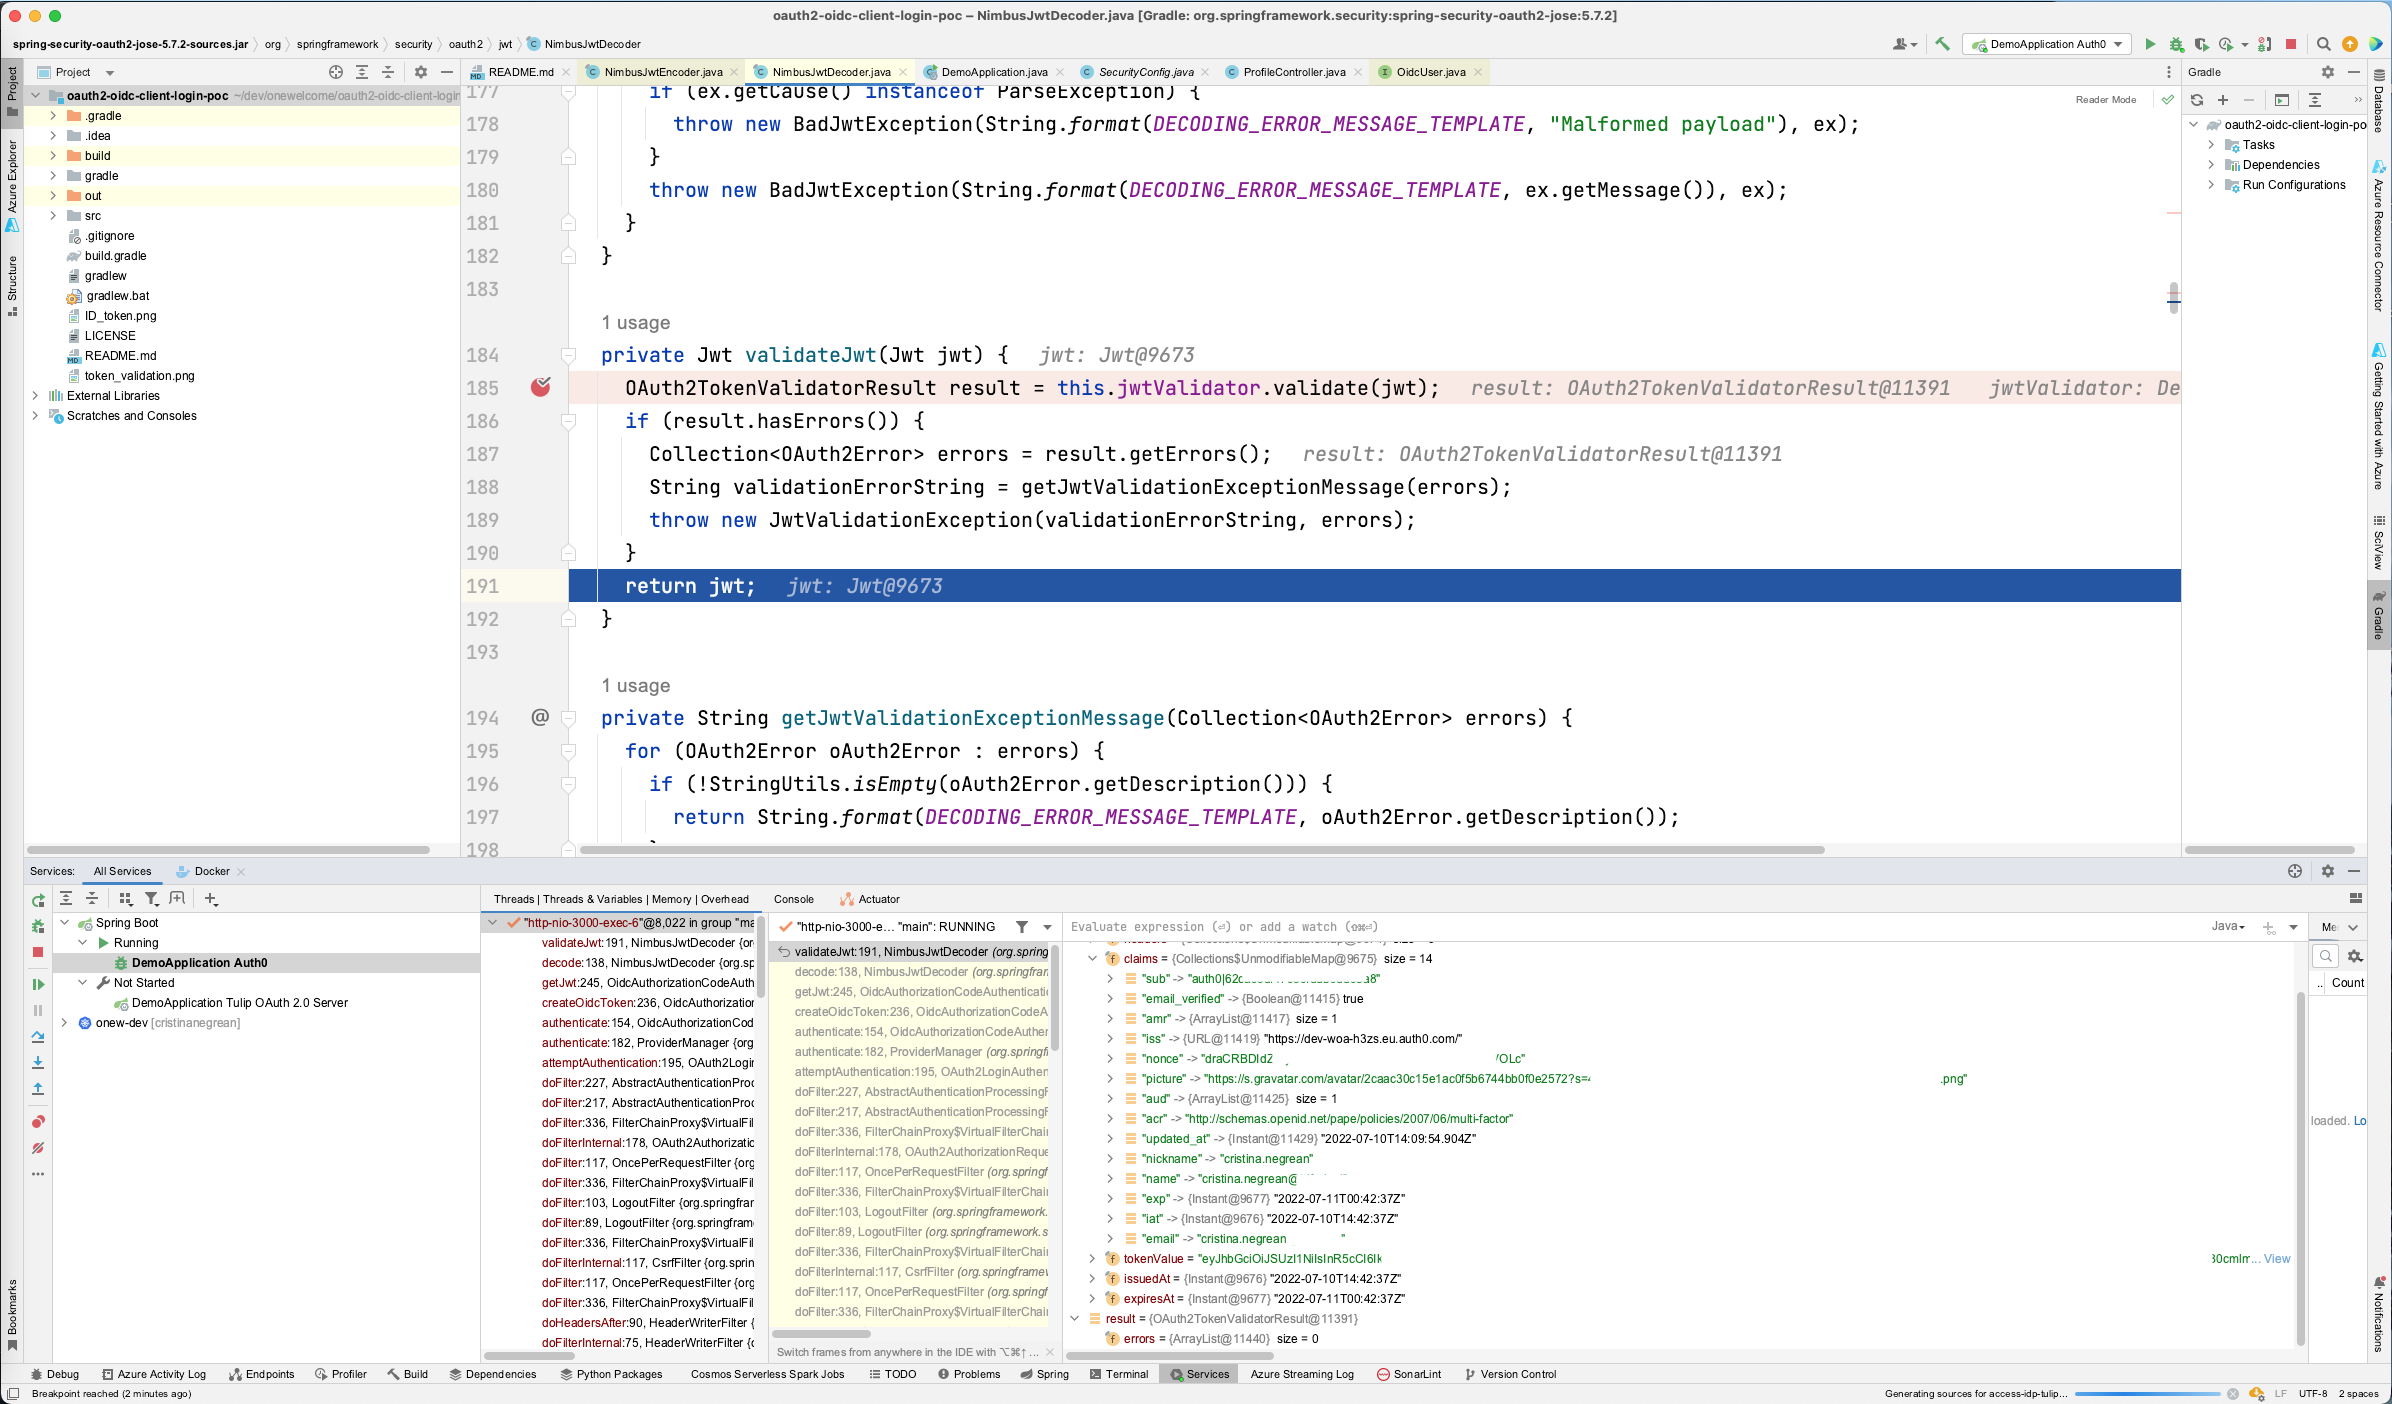 oauth2-oidc-client-login-poc – NimbusJwtDecoder.java [Gradle: org.springframework.security:spring-security-oauth2-jose:5.7.2]
spring-security-oauth2-jose-5.7.2-sources.jar org springframework security oauth2 jwt NimbusJwtDecoder
DemoApplication Auth0
Project
README.md NimbusJwtEncoder.java NimbusJwtDecoder.java DemoApplication.java SecurityConfig.java ProfileController.java OidcUser.java
Gradle
Project
Azure Explorer
Structure
Bookmarks
oauth2-oidc-client-login-poc ~/dev/onewelcome/oauth2-oidc-client-login
.gradle
.idea
build
gradle
out
src
.gitignore
build.gradle
gradlew
gradlew.bat
ID_token.png
LICENSE
README.md
token_validation.png
External Libraries
Scratches and Consoles
Reader Mode
177 if (ex.getCause() instanceof ParseException) {
178 throw new BadJwtException(String.format(DECODING_ERROR_MESSAGE_TEMPLATE, "Malformed payload"), ex);
179 }
180 throw new BadJwtException(String.format(DECODING_ERROR_MESSAGE_TEMPLATE, ex.getMessage()), ex);
181 }
182 }
183
1 usage
184 private Jwt validateJwt(Jwt jwt) { jwt: Jwt@9673
185 OAuth2TokenValidatorResult result = this.jwtValidator.validate(jwt); result: OAuth2TokenValidatorResult@11391 jwtValidator: De
186 if (result.hasErrors()) {
187 Collection<OAuth2Error> errors = result.getErrors(); result: OAuth2TokenValidatorResult@11391
188 String validationErrorString = getJwtValidationExceptionMessage(errors);
189 throw new JwtValidationException(validationErrorString, errors);
190 }
191 return jwt; jwt: Jwt@9673
192 }
193
1 usage
194 @ private String getJwtValidationExceptionMessage(Collection<OAuth2Error> errors) {
195 for (OAuth2Error oAuth2Error : errors) {
196 if (!StringUtils.isEmpty(oAuth2Error.getDescription())) {
197 return String.format(DECODING_ERROR_MESSAGE_TEMPLATE, oAuth2Error.getDescription());
198
oauth2-oidc-client-login-po
Tasks
Dependencies
Run Configurations
Database
Azure Resource Connector
Getting Started with Azure
SciView
Gradle
Notifications
Services: All Services Docker
Threads | Threads & Variables | Memory | Overhead Console Actuator
Spring Boot
Running
DemoApplication Auth0
Not Started
DemoApplication Tulip OAuth 2.0 Server
onew-dev [cristinanegrean]
"http-nio-3000-exec-6"@8,022 in group "ma
validateJwt:191, NimbusJwtDecoder {or
decode:138, NimbusJwtDecoder {org.sp
getJwt:245, OidcAuthorizationCodeAuth
createOidcToken:236, OidcAuthorization
authenticate:154, OidcAuthorizationCod
authenticate:182, ProviderManager {org
attemptAuthentication:195, OAuth2Login
doFilter:227, AbstractAuthenticationProc
doFilter:217, AbstractAuthenticationProc
doFilter:336, FilterChainProxy$VirtualFil
doFilterInternal:178, OAuth2Authorizatio
doFilter:117, OncePerRequestFilter {org
doFilter:336, FilterChainProxy$VirtualFil
doFilter:103, LogoutFilter {org.springfrar
doFilter:89, LogoutFilter {org.springfram
doFilter:336, FilterChainProxy$VirtualFil
doFilterInternal:117, CsrfFilter {org.sprin
doFilter:117, OncePerRequestFilter {org
doFilter:336, FilterChainProxy$VirtualFil
doHeadersAfter:90, HeaderWriterFilter {
doFilterInternal:75, HeaderWriterFilter {o
"http-nio-3000-e... "main": RUNNING
validateJwt:191, NimbusJwtDecoder (org.spring
decode:138, NimbusJwtDecoder (org.springfran
getJwt:245, OidcAuthorizationCodeAuthenticati
createOidcToken:236, OidcAuthorizationCodeA
authenticate:154, OidcAuthorizationCodeAuther
authenticate:182, ProviderManager (org.springf
attemptAuthentication:195, OAuth2LoginAuthen
doFilter:227, AbstractAuthenticationProcessingF
doFilter:217, AbstractAuthenticationProcessingF
doFilter:336, FilterChainProxy$VirtualFilterChair
doFilterInternal:178, OAuth2AuthorizationReque
doFilter:117, OncePerRequestFilter (org.springf
doFilter:336, FilterChainProxy$VirtualFilterChair
doFilter:103, LogoutFilter (org.springframework.
doFilter:89, LogoutFilter (org.springframework.s
doFilter:336, FilterChainProxy$VirtualFilterChair
doFilterInternal:117, CsrfFilter (org.springframew
doFilter:117, OncePerRequestFilter (org.springf
doFilter:336, FilterChainProxy$VirtualFilterChair
Switch frames from anywhere in the IDE with ⌥⌘↑ ...
Evaluate expression (⏎) or add a watch (⇧⌘⏎)
Java
claims = {Collections$UnmodifiableMap@9675} size = 14
"sub" -> "auth0|62
"email_verified" -> {Boolean@11415} true
"amr" -> {ArrayList@11417} size = 1
"iss" -> {URL@11419} "https://dev-woa-h3zs.eu.auth0.com/"
"nonce" -> "draCRBDIdZ /OLc"
"picture" -> "https://s.gravatar.com/avatar/2caac30c15e1ac0f5b6744bb0f0e2572?s= .png"
"aud" -> {ArrayList@11425} size = 1
"acr" -> "http://schemas.openid.net/pape/policies/2007/06/multi-factor"
"updated_at" -> {Instant@11429} "2022-07-10T14:09:54.904Z"
"nickname" -> "cristina.negrean"
"name" -> "cristina.negrean@
"exp" -> {Instant@9677} "2022-07-11T00:42:37Z"
"iat" -> {Instant@9676} "2022-07-10T14:42:37Z"
"email" -> "cristina.negrean "
tokenValue = "eyJhbGciOiJSUzI1NiIsInR5cCI6Ik 30cmlm... View
issuedAt = {Instant@9676} "2022-07-10T14:42:37Z"
expiresAt = {Instant@9677} "2022-07-11T00:42:37Z"
result = {OAuth2TokenValidatorResult@11391}
errors = {ArrayList@11440} size = 0
Me
.. Count
loaded. Lo
Debug Azure Activity Log Endpoints Profiler Build Dependencies Python Packages Cosmos Serverless Spark Jobs TODO Problems Spring Terminal Services Azure Streaming Log SonarLint Version Control
Breakpoint reached (2 minutes ago)
Generating sources for access-idp-tulip... LF UTF-8 2 spaces